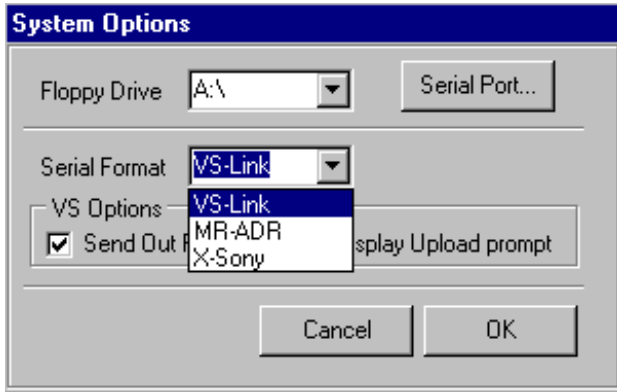 System Options
Floppy Drive A:\ Serial Port...
Serial Format VS-Link
VS Options VS-Link
MR-ADR
Send Out splay Upload prompt
X-Sony
Cancel OK